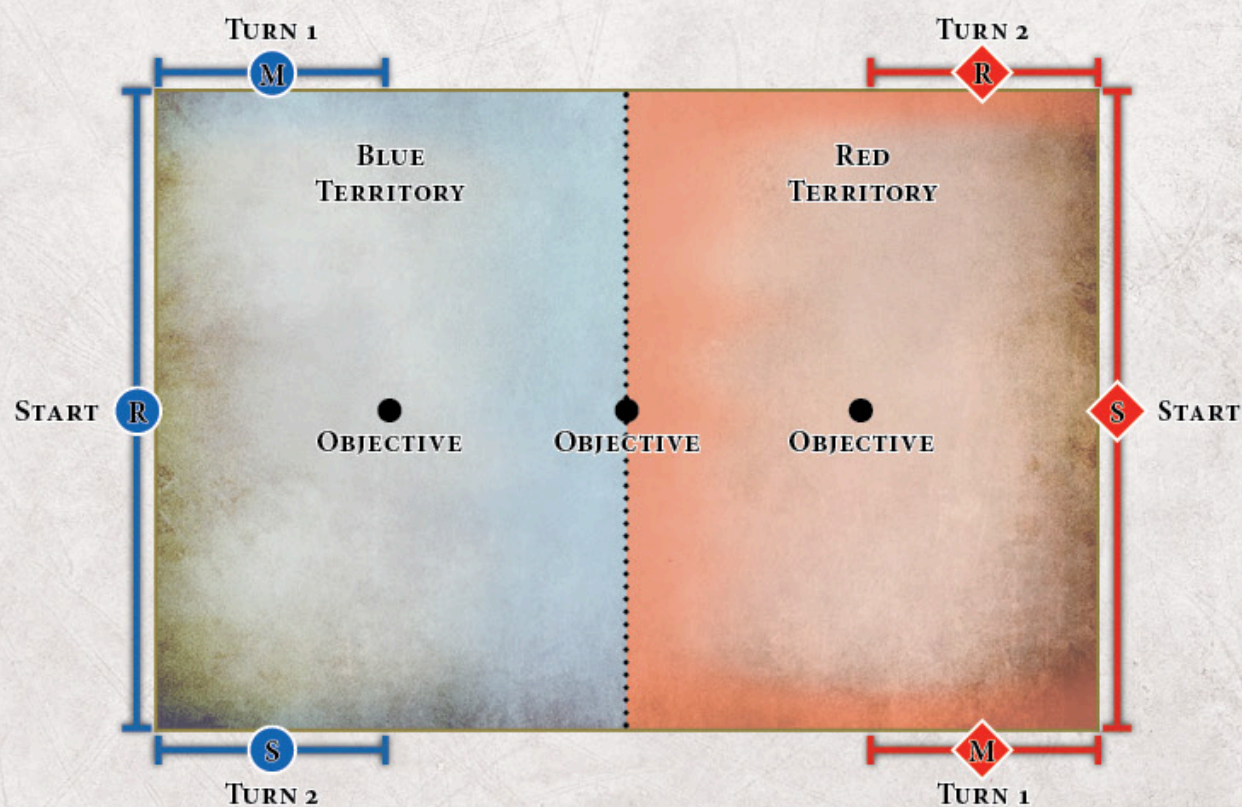 Turn 1
Turn 2
M
R
Blue
Territory
Red
Territory
Start
R
S
Start
Objective
Objective
Objective
S
M
Turn 2
Turn 1